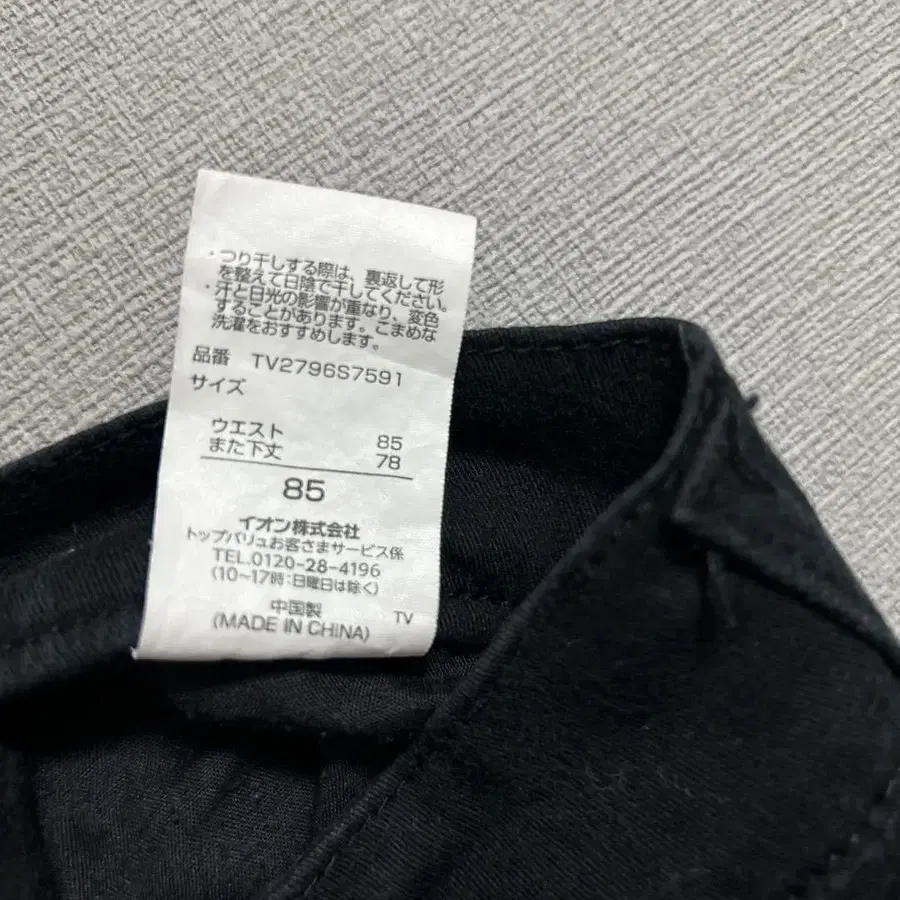 ・つり干しする際は、裏返して形
を整えて日陰で干してください。
・汗と日光の影響が重なり、変色
することがあります。こまめな
洗濯をおすすめします。
品番 TV2796S7591
サイズ
ウエスト 85
また下丈 78
85
イオン株式会社
トップバリュお客さまサービス係
TEL.0120-28-4196
(10～17時:日曜日は除く)
中国製 TV
(MADE IN CHINA)